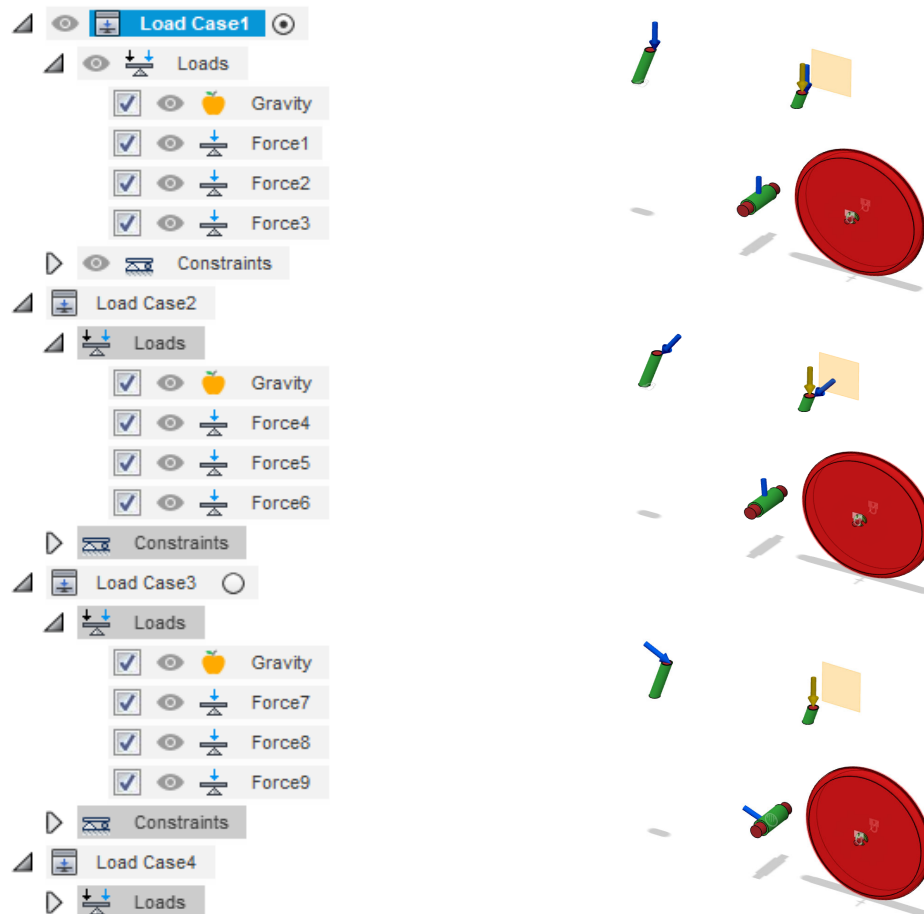 Load Case1
Loads
Gravity
Force1
Force2
Force3
Constraints
Load Case2
Loads
Gravity
Force4
Force5
Force6
Constraints
Load Case3
Loads
Gravity
Force7
Force8
Force9
Constraints
Load Case4
Loads